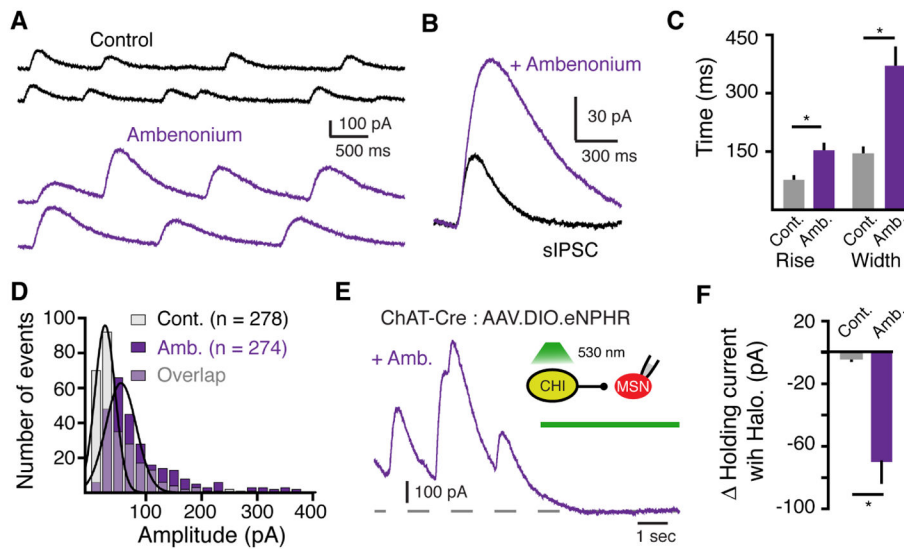 A
Control
100 pA
500 ms
Ambenonium
B
+ Ambenonium
30 pA
300 ms
sIPSC
C
Time (ms)
450
300
150
*
*
Cont.
Amb.
Cont.
Amb.
Rise
Width
D
Number of events
100
80
60
40
20
Cont. (n = 278)
Amb. (n = 274)
Overlap
100
200
300
400
Amplitude (pA)
E
ChAT-Cre : AAV.DIO.eNPHR
+ Amb.
530 nm
CHI
MSN
100 pA
1 sec
F
Δ Holding current
wih Halo. (pA)
Cont.
Amb.
20
0
-20
-60
-80
-100
*